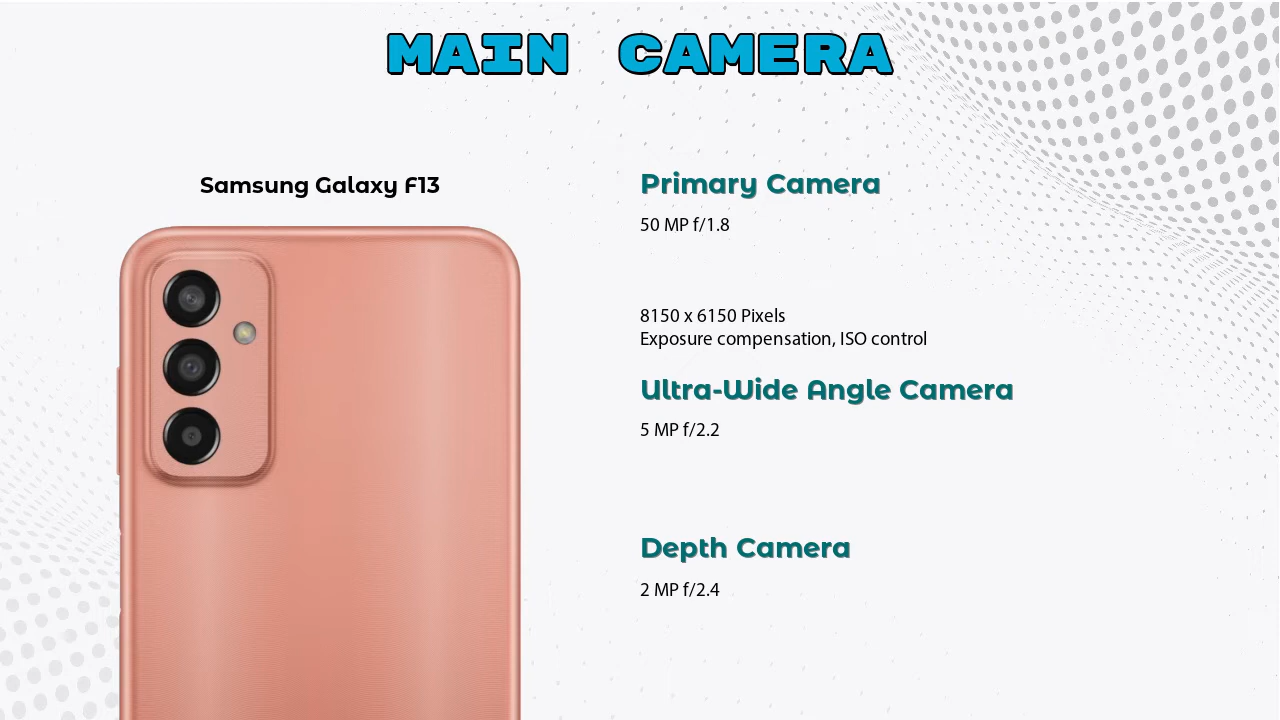 MAIN CAMERA
Samsung Galaxy F13
Primary Camera
50 MP f/1.8
8150 x 6150 Pixels
Exposure compensation, ISO control
Ultra-Wide Angle Camera
5 MP f/2.2
Depth Camera
2 MP f/2.4